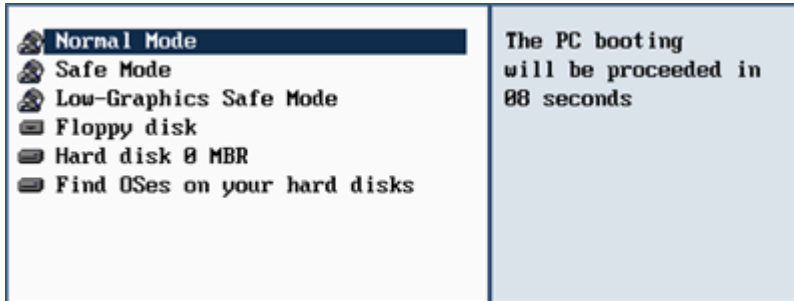 Normal Mode
Safe Mode
Low-Graphics Safe Mode
Floppy disk
Hard disk 0 MBR
Find OSes on your hard disks
The PC booting
will be proceeded in
08 seconds